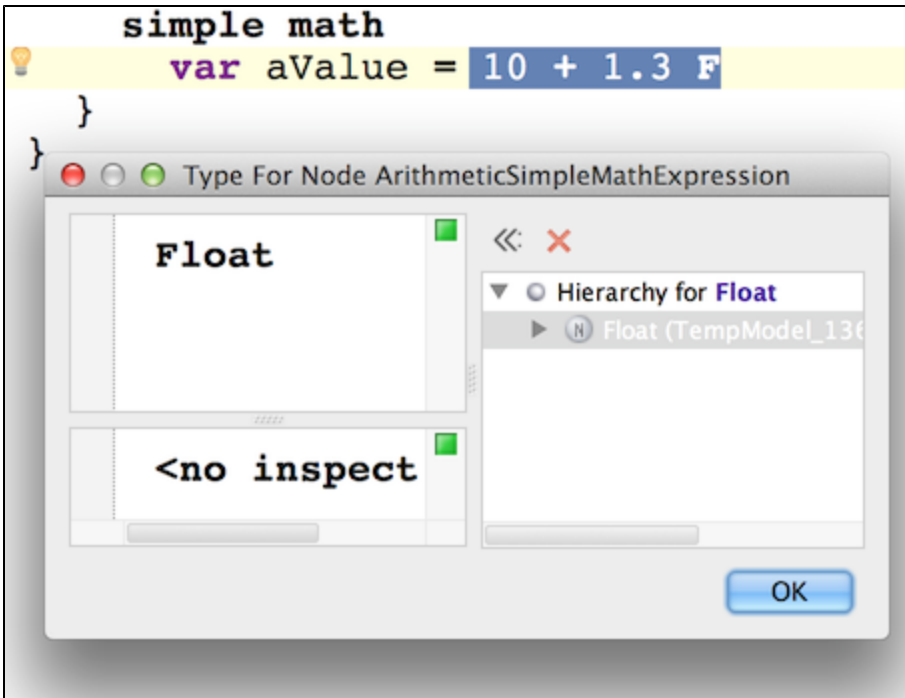 simple math
var aValue = 10 + 1.3 F
}
}
Type For Node ArithmeticSimpleMathExpression
Float
Hierarchy for Float
N Float (TempModel_136
<no inspect
OK